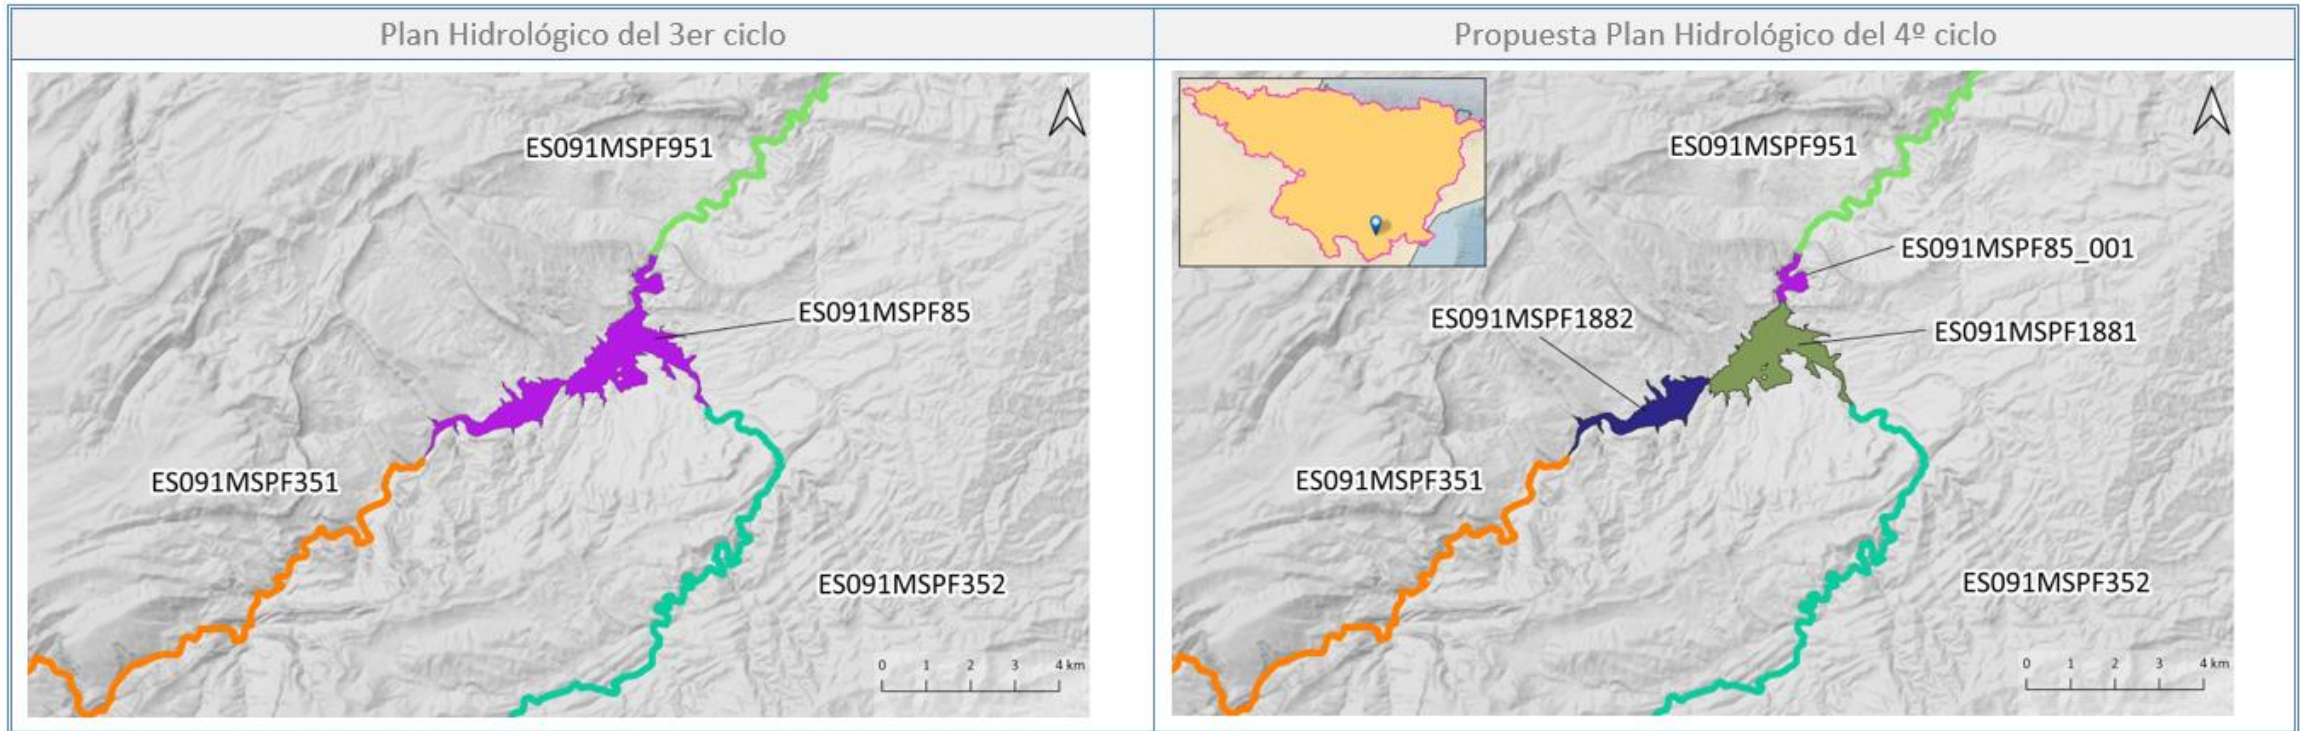 Plan Hidrológico del 3er ciclo
Propuesta Plan Hidrológico del 4º ciclo
ES091MSPF951
ES091MSPF85
ES091MSPF351
ES091MSPF352
0 1 2 3 4 km
ES091MSPF951
ES091MSPF85_001
ES091MSPF1882
ES091MSPF1881
ES091MSPF351
ES091MSPF352
0 1 2 3 4 km